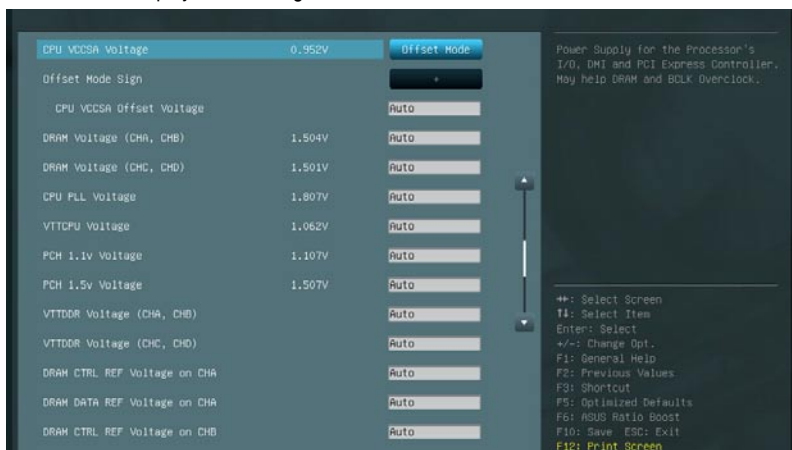 CPU VCCSA Voltage 0.952V Offset Mode
Offset Mode Sign +
CPU VCCSA Offset Voltage Auto
DRAM Voltage (CHA, CHB) 1.504V Auto
DRAM Voltage (CHC, CHD) 1.501V Auto
CPU PLL Voltage 1.807V Auto
VTTCPU Voltage 1.062V Auto
PCH 1.1v Voltage 1.107V Auto
PCH 1.5v Voltage 1.507V Auto
VTTDDR Voltage (CHA, CHB) Auto
VTTDDR Voltage (CHC, CHD) Auto
DRAM CTRL REF Voltage on CHA Auto
DRAM DATA REF Voltage on CHA Auto
DRAM CTRL REF Voltage on CHB Auto
Power Supply for the Processor's
I/O, DMI and PCI Express Controller.
May help DRAM and BCLK Overclock.
→←: Select Screen
↑↓: Select Item
Enter: Select
+/-: Change Opt.
F1: General Help
F2: Previous Values
F3: Shortcut
F5: Optimized Defaults
F6: ASUS Ratio Boost
F10: Save ESC: Exit
F12: Print Screen